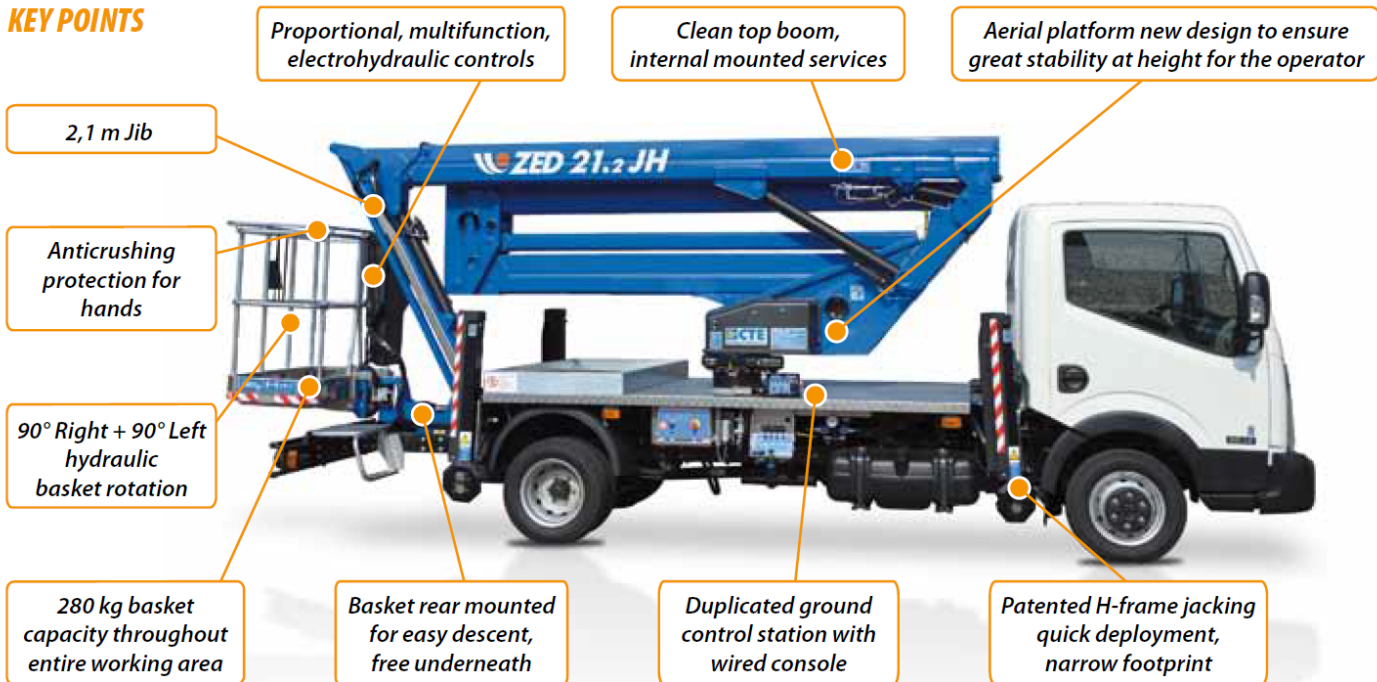 KEY POINTS
Proportional, multifunction,
electrohydraulic controls
Clean top boom,
internal mounted services
Aerial platform new design to ensure
great stability at height for the operator
2,1 m Jib
ZED 21.2 JH
Anticrushing
protection for
hands
CTE
90° Right + 90° Left
hydraulic
basket rotation
280 kg basket
capacity throughout
entire working area
Basket rear mounted
for easy descent,
free underneath
Duplicated ground
control station with
wired console
Patented H-frame jacking
quick deployment,
narrow footprint